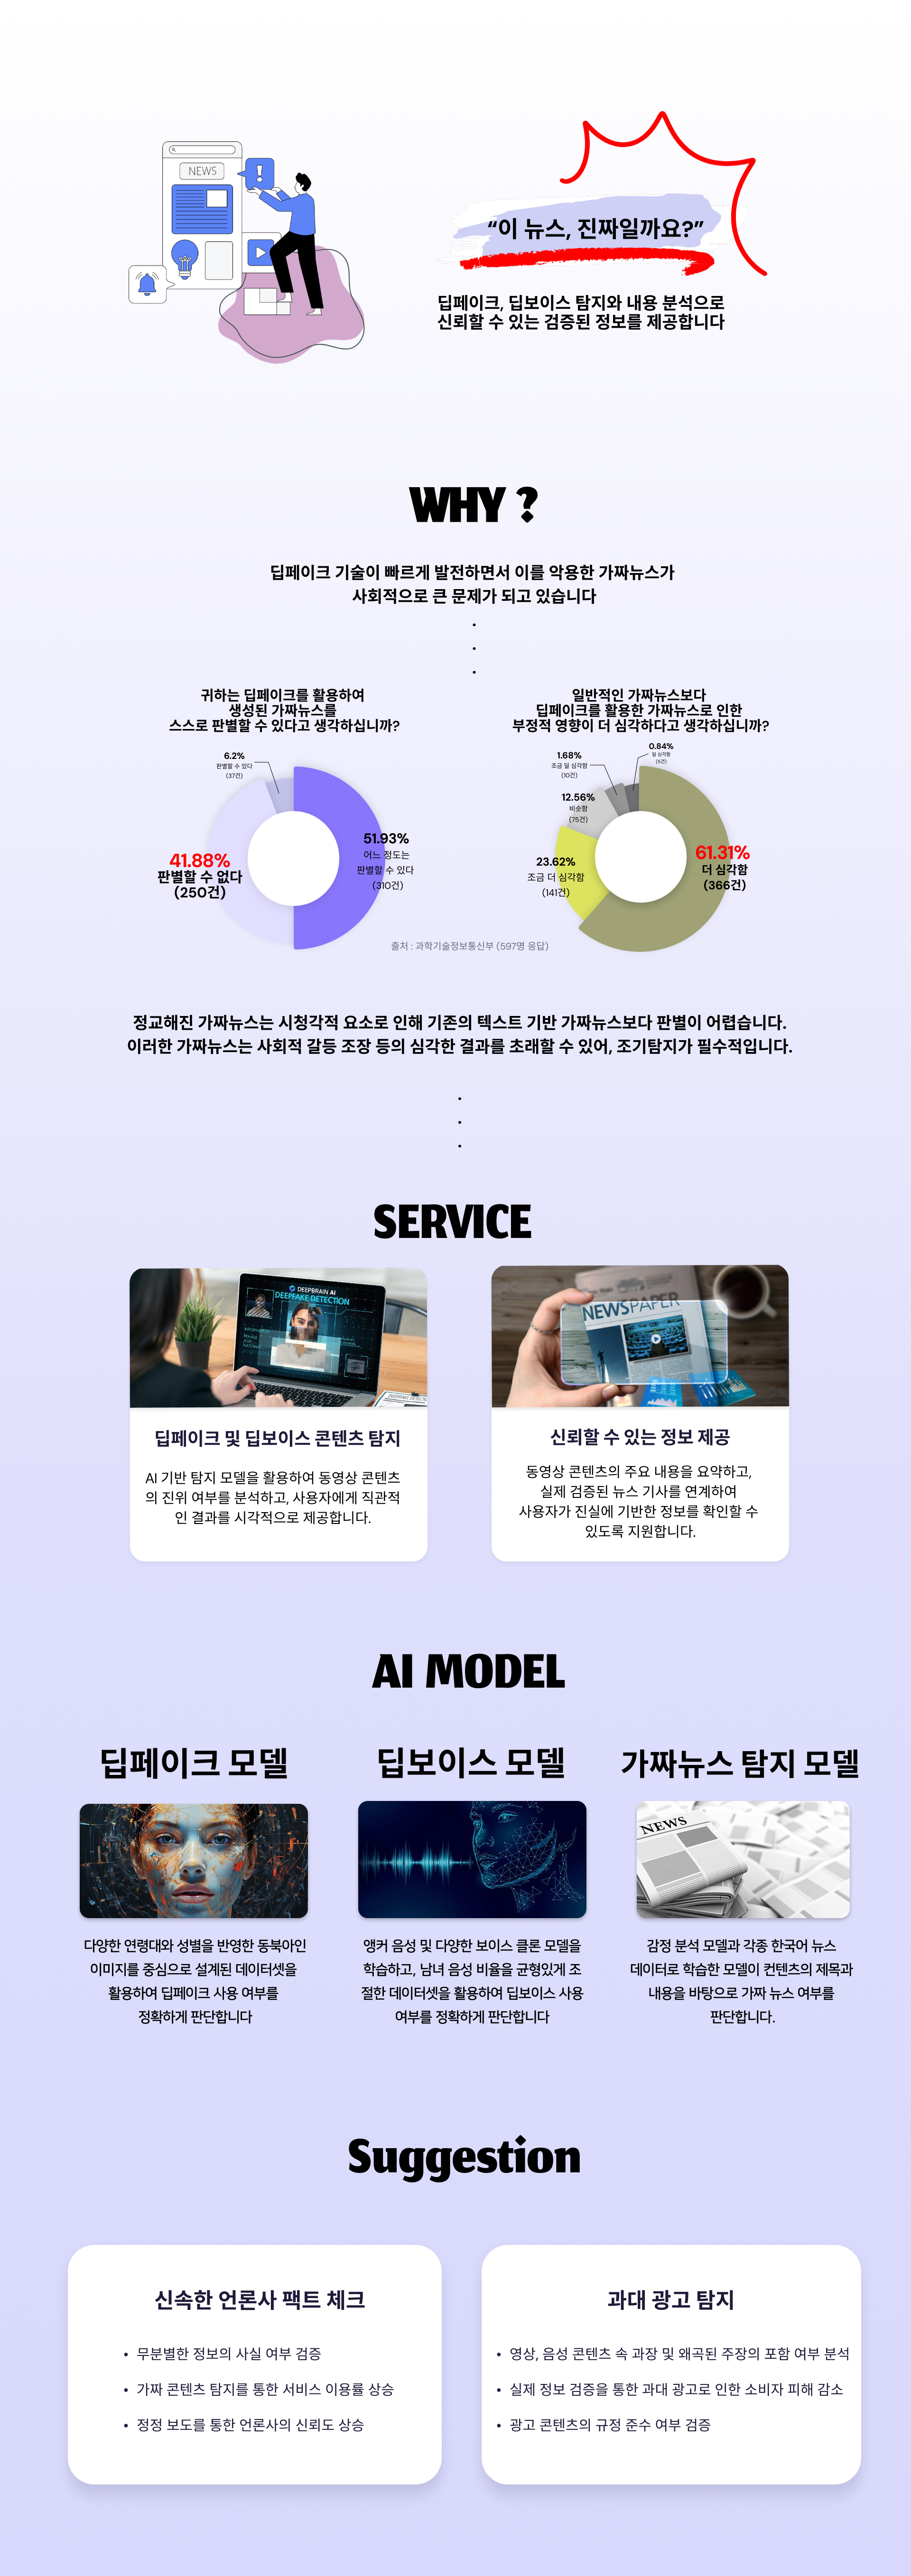 NEWS
!
“이 뉴스, 진짜일까요?”
딥페이크, 딥보이스 탐지와 내용 분석으로
신뢰할 수 있는 검증된 정보를 제공합니다
WHY ?
딥페이크 기술이 빠르게 발전하면서 이를 악용한 가짜뉴스가
사회적으로 큰 문제가 되고 있습니다
귀하는 딥페이크를 활용하여
생성된 가짜뉴스를
스스로 판별할 수 있다고 생각하십니까?
6.2%
판별할 수 있다
(37건)
51.93%
어느 정도는
판별할 수 있다
(310건)
41.88%
판별할 수 없다
(250건)
일반적인 가짜뉴스보다
딥페이크를 활용한 가짜뉴스로 인한
부정적 영향이 더 심각하다고 생각하십니까?
0.84%
덜 심각함
(5건)
1.68%
조금 덜 심각함
(10건)
12.56%
비슷함
(75건)
23.62%
조금 더 심각함
(141건)
61.31%
더 심각함
(366건)
출처 : 과학기술정보통신부 (597명 응답)
정교해진 가짜뉴스는 시청각적 요소로 인해 기존의 텍스트 기반 가짜뉴스보다 판별이 어렵습니다.
이러한 가짜뉴스는 사회적 갈등 조장 등의 심각한 결과를 초래할 수 있어, 조기탐지가 필수적입니다.
SERVICE
DEEPBRAIN AI
DEEPFAKE DETECTION
딥페이크 및 딥보이스 콘텐츠 탐지
AI 기반 탐지 모델을 활용하여 동영상 콘텐츠
의 진위 여부를 분석하고, 사용자에게 직관적
인 결과를 시각적으로 제공합니다.
NEWSPAPER
신뢰할 수 있는 정보 제공
동영상 콘텐츠의 주요 내용을 요약하고,
실제 검증된 뉴스 기사를 연계하여
사용자가 진실에 기반한 정보를 확인할 수
있도록 지원합니다.
AI MODEL
딥페이크 모델
다양한 연령대와 성별을 반영한 동북아인
이미지를 중심으로 설계된 데이터셋을
활용하여 딥페이크 사용 여부를
정확하게 판단합니다
딥보이스 모델
앵커 음성 및 다양한 보이스 클론 모델을
학습하고, 남녀 음성 비율을 균형있게 조
절한 데이터셋을 활용하여 딥보이스 사용
여부를 정확하게 판단합니다
가짜뉴스 탐지 모델
NEWS
감정 분석 모델과 각종 한국어 뉴스
데이터로 학습한 모델이 컨텐츠의 제목과
내용을 바탕으로 가짜 뉴스 여부를
판단합니다.
Suggestion
신속한 언론사 팩트 체크
• 무분별한 정보의 사실 여부 검증
• 가짜 콘텐츠 탐지를 통한 서비스 이용률 상승
• 정정 보도를 통한 언론사의 신뢰도 상승
과대 광고 탐지
• 영상, 음성 콘텐츠 속 과장 및 왜곡된 주장의 포함 여부 분석
• 실제 정보 검증을 통한 과대 광고로 인한 소비자 피해 감소
• 광고 콘텐츠의 규정 준수 여부 검증